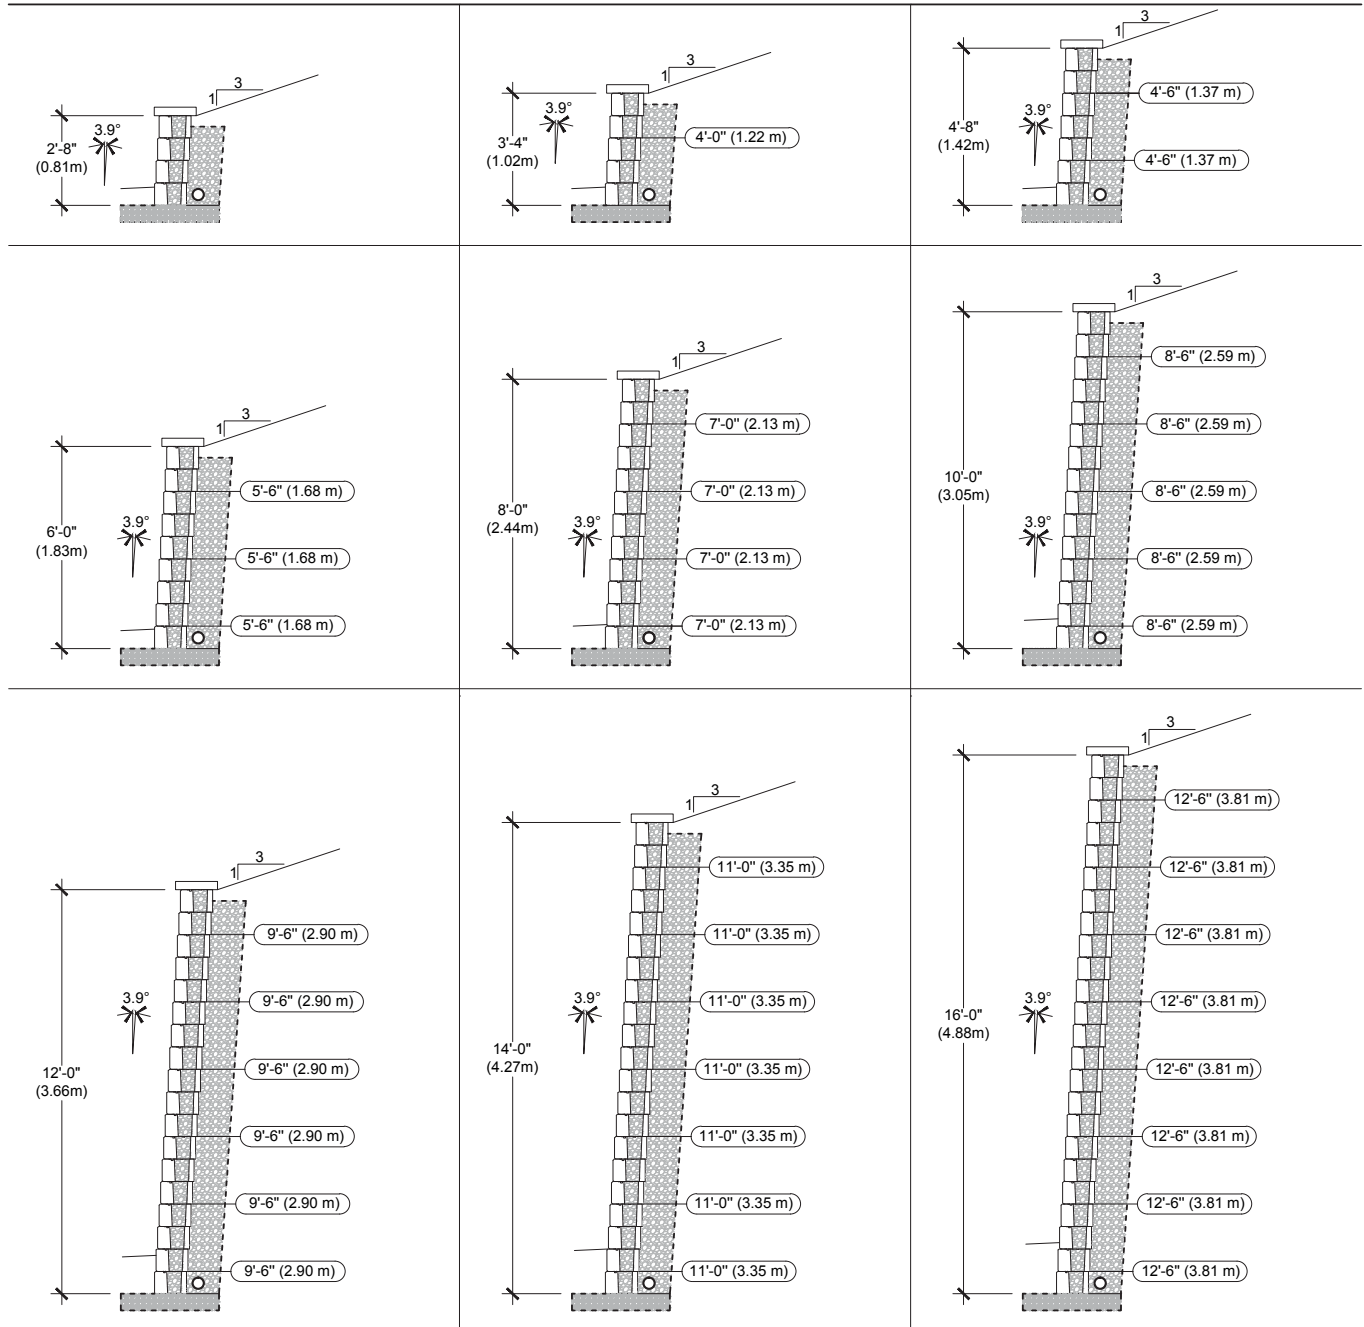 3
1
3.9°
2'-8"
(0.81m)
3
1
3.9°
3'-4"
(1.02m)
4'-0" (1.22 m)
3
1
3.9°
4'-8"
(1.42m)
4'-6" (1.37 m)
4'-6" (1.37 m)
3
1
3.9°
6'-0"
(1.83m)
5'-6" (1.68 m)
5'-6" (1.68 m)
5'-6" (1.68 m)
3
1
3.9°
8'-0"
(2.44m)
7'-0" (2.13 m)
7'-0" (2.13 m)
7'-0" (2.13 m)
7'-0" (2.13 m)
3
1
3.9°
10'-0"
(3.05m)
8'-6" (2.59 m)
8'-6" (2.59 m)
8'-6" (2.59 m)
8'-6" (2.59 m)
8'-6" (2.59 m)
3
1
3.9°
12'-0"
(3.66m)
9'-6" (2.90 m)
9'-6" (2.90 m)
9'-6" (2.90 m)
9'-6" (2.90 m)
9'-6" (2.90 m)
9'-6" (2.90 m)
3
1
3.9°
14'-0"
(4.27m)
11'-0" (3.35 m)
11'-0" (3.35 m)
11'-0" (3.35 m)
11'-0" (3.35 m)
11'-0" (3.35 m)
11'-0" (3.35 m)
11'-0" (3.35 m)
3
1
3.9°
16'-0"
(4.88m)
12'-6" (3.81 m)
12'-6" (3.81 m)
12'-6" (3.81 m)
12'-6" (3.81 m)
12'-6" (3.81 m)
12'-6" (3.81 m)
12'-6" (3.81 m)
12'-6" (3.81 m)